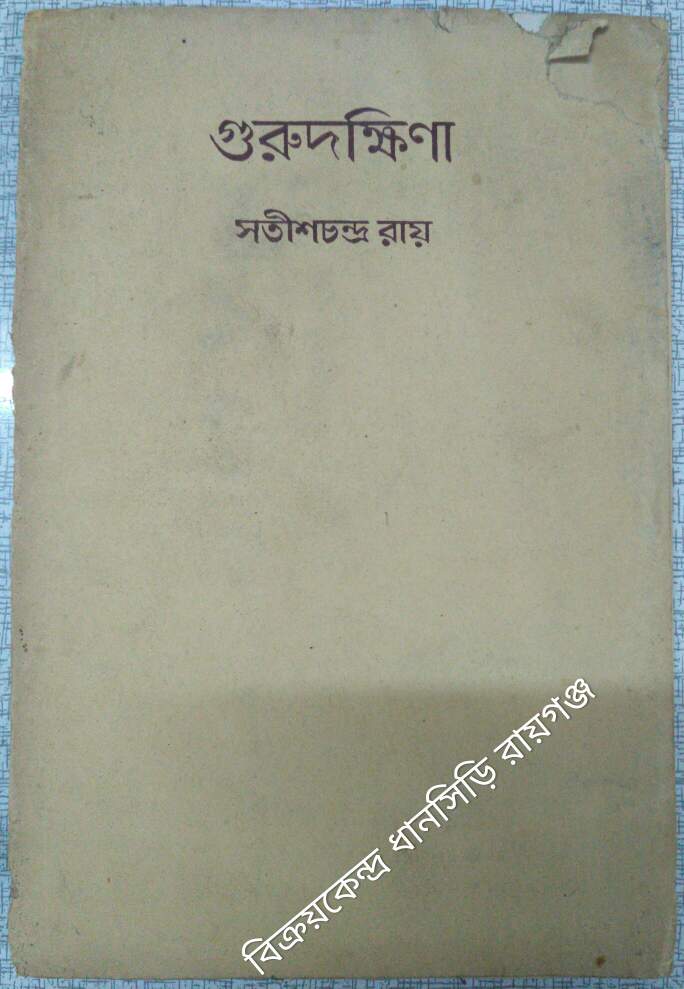 গুরুদক্ষিণা
সতীশচন্দ্র রায়
বিক্রয়কেন্দ্র ধানসিড়ি রায়গঞ্জ